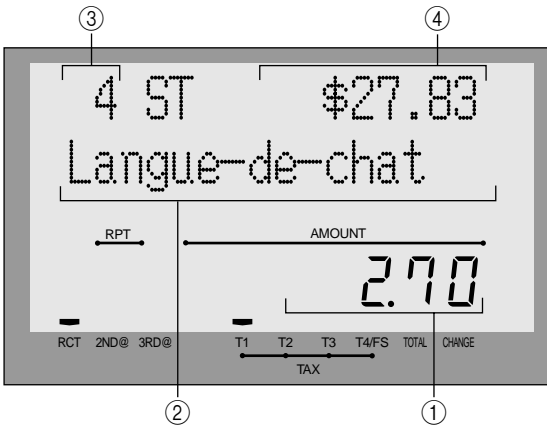 ③ ④
4 ST $27.83
Langue-de-chat
RPT AMOUNT
2.70
RCT 2ND@ 3RD@ T1 T2 T3 T4/FS TOTAL CHANGE
TAX
② ①